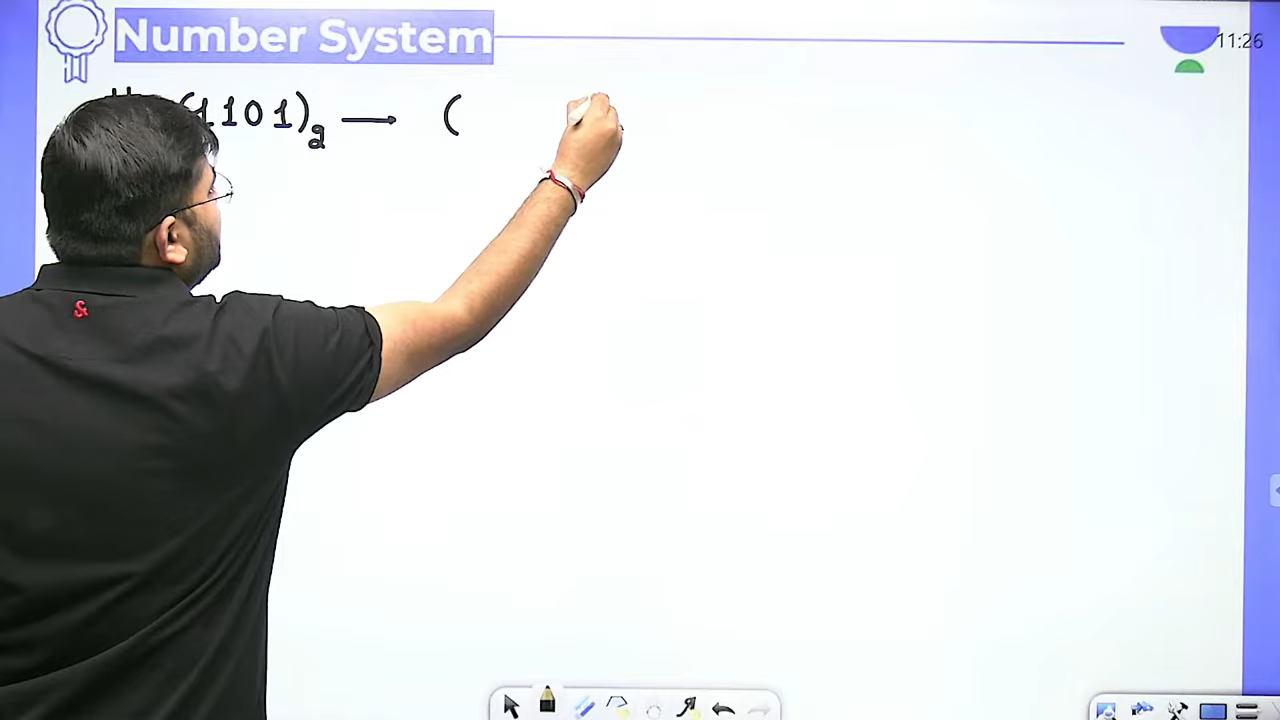 Number System
11:26
(1101)₂ → (
&